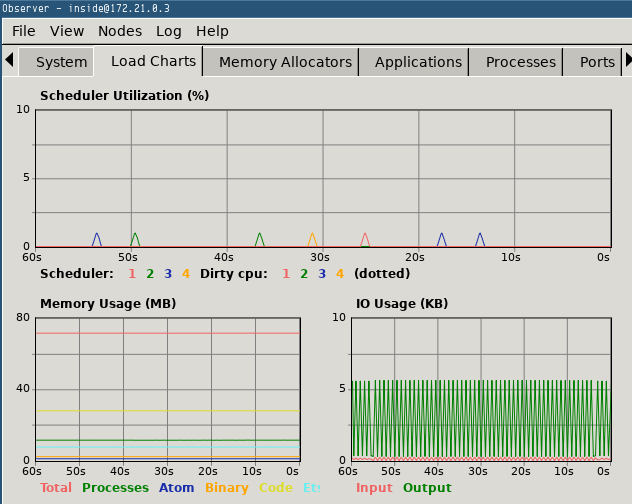 Observer - inside@172.21.0.3
File View Nodes Log Help
System Load Charts Memory Allocators Applications Processes Ports
Scheduler Utilization (%)
10
5
0
60s 50s 40s 30s 20s 10s 0s
Scheduler: 1 2 3 4 Dirty cpu: 1 2 3 4 (dotted)
Memory Usage (MB)
80
40
0
60s 50s 40s 30s 20s 10s 0s
Total Processes Atom Binary Code Ets
IO Usage (KB)
10
5
0
60s 50s 40s 30s 20s 10s 0s
Input Output